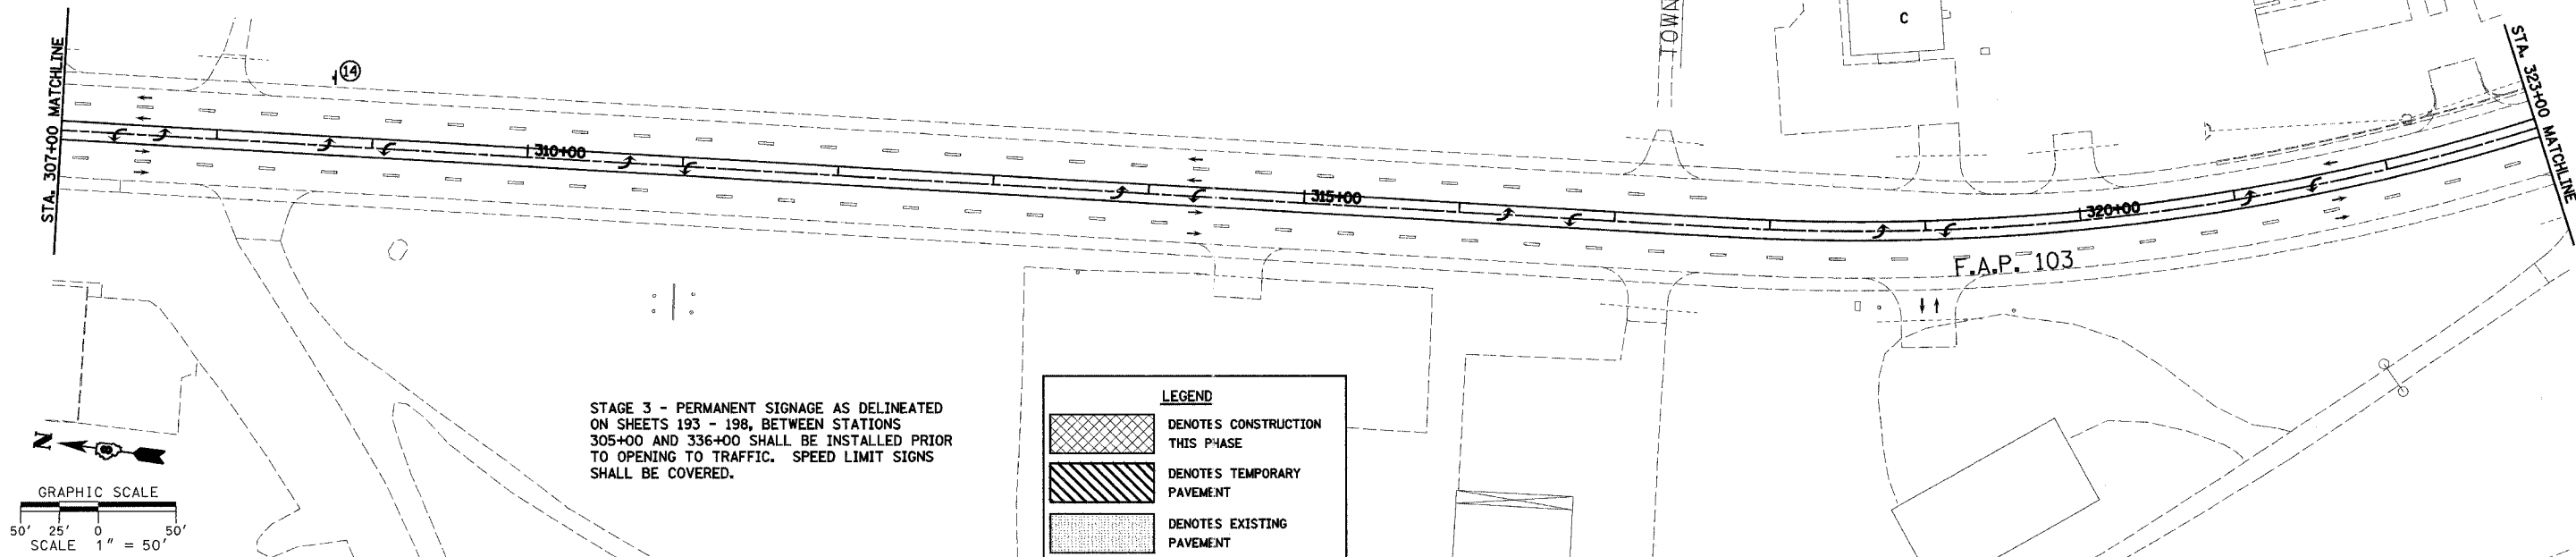 STA. 307+00 MATCHLINE
14
310+00
315+00
TOWN
C
320+00
F.A.P. 103
STA. 323+00 MATCHLINE
N
GRAPHIC SCALE
50' 25' 0 50'
SCALE 1" = 50'
STAGE 3 - PERMANENT SIGNAGE AS DELINEATED
ON SHEETS 193 - 198, BETWEEN STATIONS
305+00 AND 336+00 SHALL BE INSTALLED PRIOR
TO OPENING TO TRAFFIC. SPEED LIMIT SIGNS
SHALL BE COVERED.
LEGEND
DENOTES CONSTRUCTION
THIS PHASE
DENOTES TEMPORARY
PAVEMENT
DENOTES EXISTING
PAVEMENT